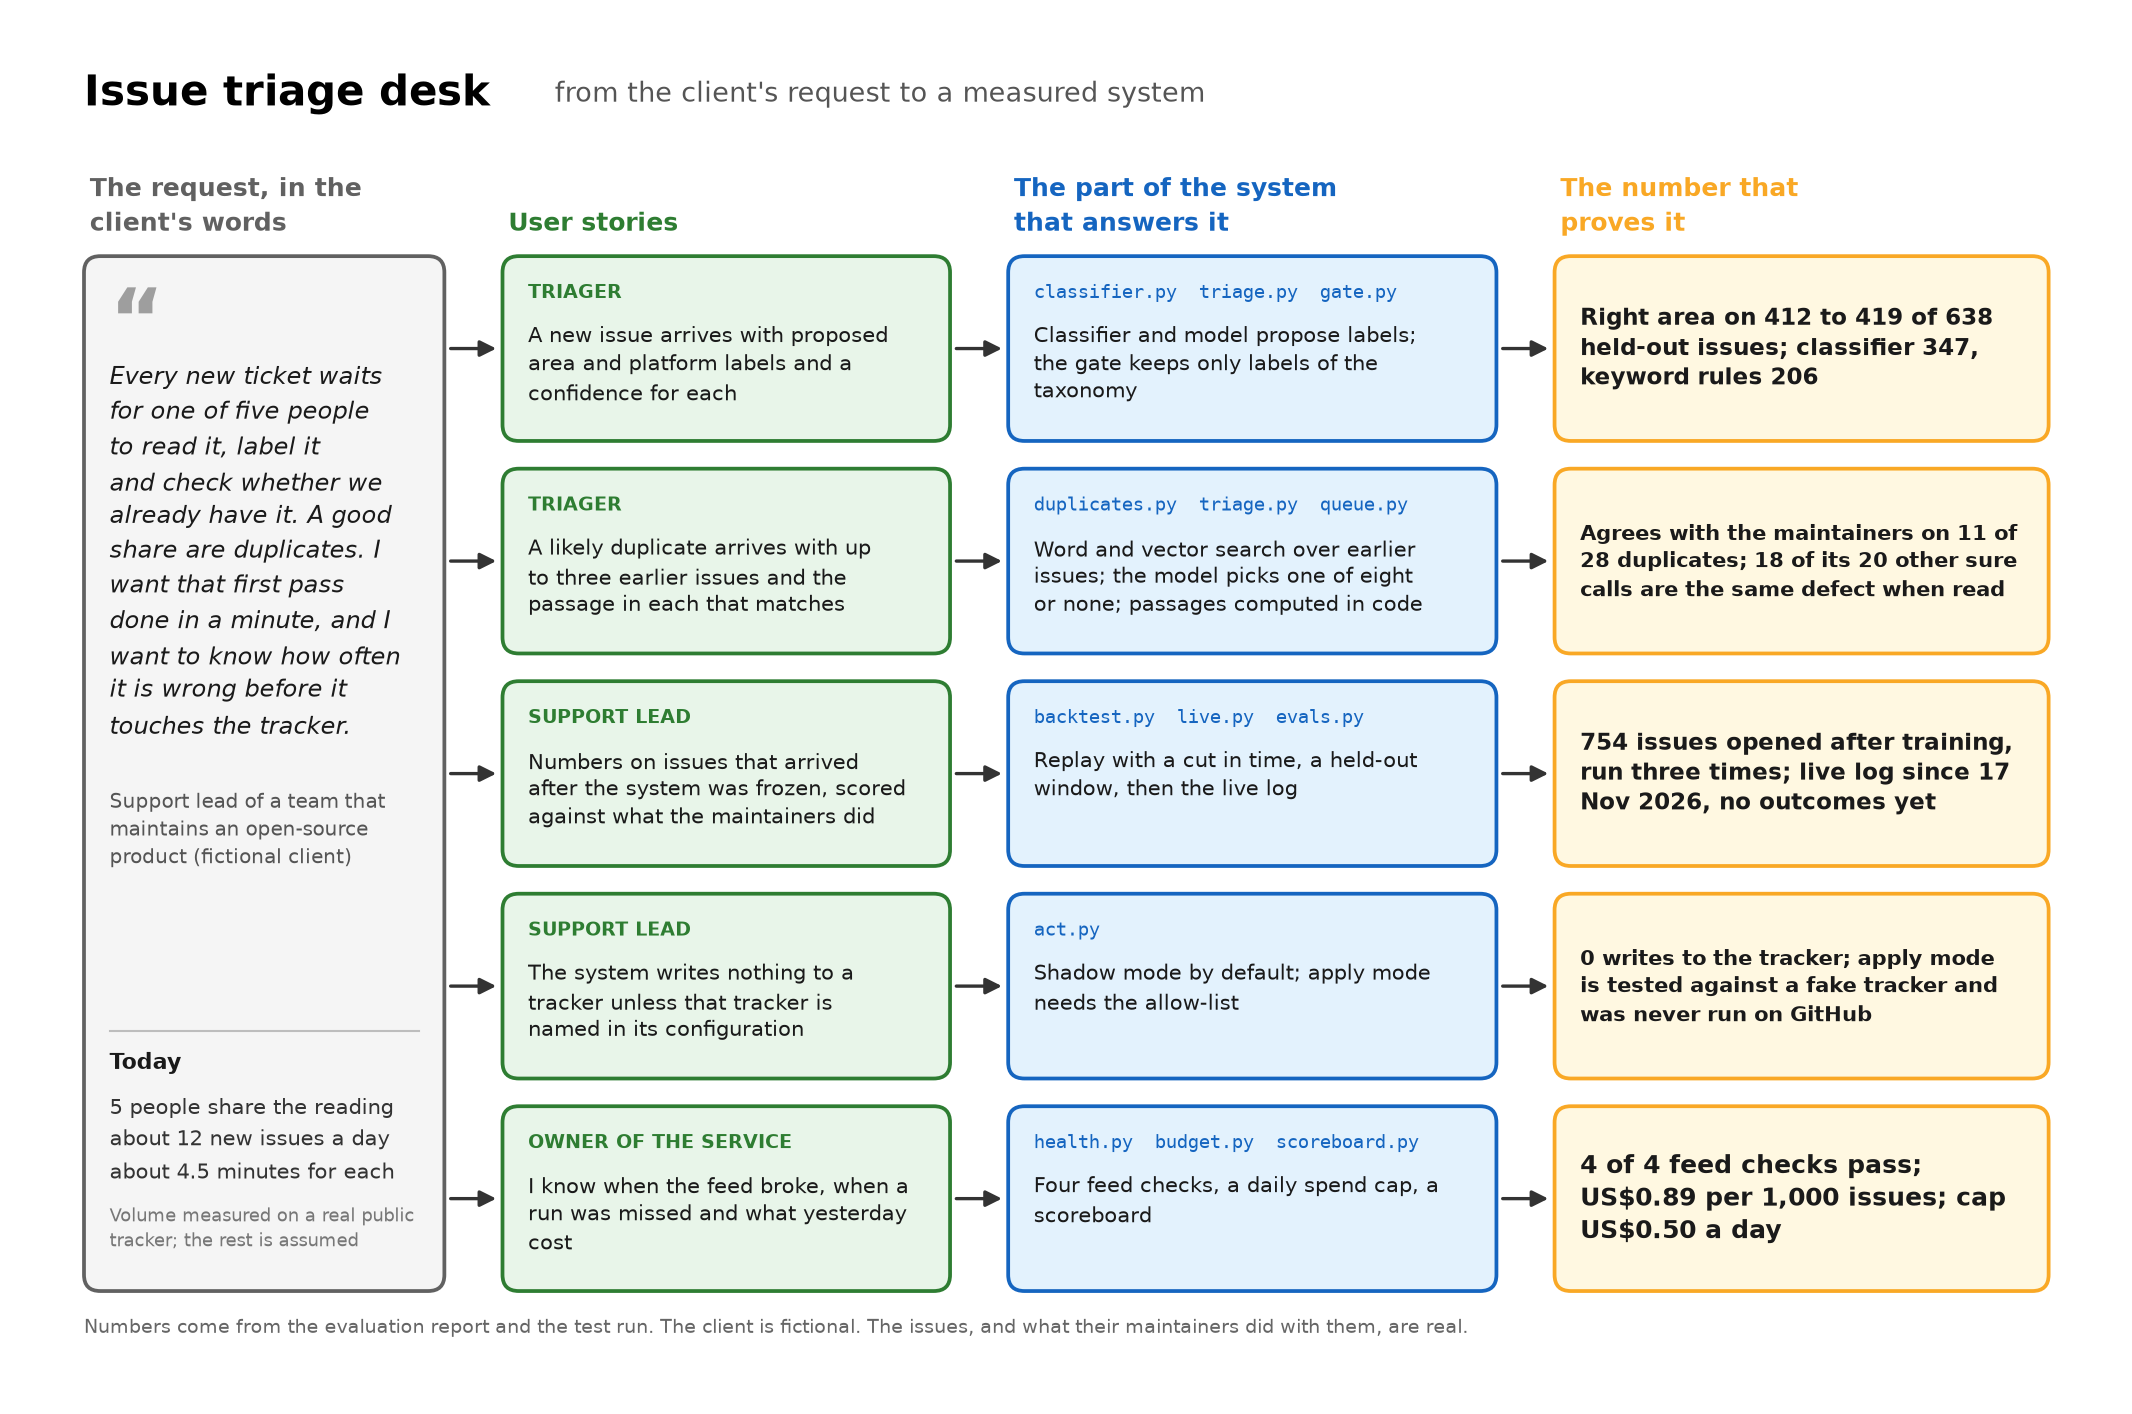 Issue triage desk
from the client's request to a measured system
The request, in the
client's words
“
Every new ticket waits
for one of five people
to read it, label it
and check whether we
already have it. A good
share are duplicates. I
want that first pass
done in a minute, and I
want to know how often
it is wrong before it
touches the tracker.
Support lead of a team that
maintains an open-source
product (fictional client)
Today
5 people share the reading
about 12 new issues a day
about 4.5 minutes for each
Volume measured on a real public
tracker; the rest is assumed
User stories
The part of the system
that answers it
The number that
proves it
TRIAGER
A new issue arrives with proposed
area and platform labels and a
confidence for each
classifier.py triage.py gate.py
Classifier and model propose labels;
the gate keeps only labels of the
taxonomy
Right area on 412 to 419 of 638
held-out issues; classifier 347,
keyword rules 206
TRIAGER
A likely duplicate arrives with up
to three earlier issues and the
passage in each that matches
duplicates.py triage.py queue.py
Word and vector search over earlier
issues; the model picks one of eight
or none; passages computed in code
Agrees with the maintainers on 11 of
28 duplicates; 18 of its 20 other sure
calls are the same defect when read
SUPPORT LEAD
Numbers on issues that arrived
after the system was frozen, scored
against what the maintainers did
backtest.py live.py evals.py
Replay with a cut in time, a held-out
window, then the live log
754 issues opened after training,
run three times; live log since 17
Nov 2026, no outcomes yet
SUPPORT LEAD
The system writes nothing to a
tracker unless that tracker is
named in its configuration
act.py
Shadow mode by default; apply mode
needs the allow-list
0 writes to the tracker; apply mode
is tested against a fake tracker and
was never run on GitHub
OWNER OF THE SERVICE
I know when the feed broke, when a
run was missed and what yesterday
cost
health.py budget.py scoreboard.py
Four feed checks, a daily spend cap, a
scoreboard
4 of 4 feed checks pass;
US$0.89 per 1,000 issues; cap
US$0.50 a day
Numbers come from the evaluation report and the test run. The client is fictional. The issues, and what their maintainers did with them, are real.